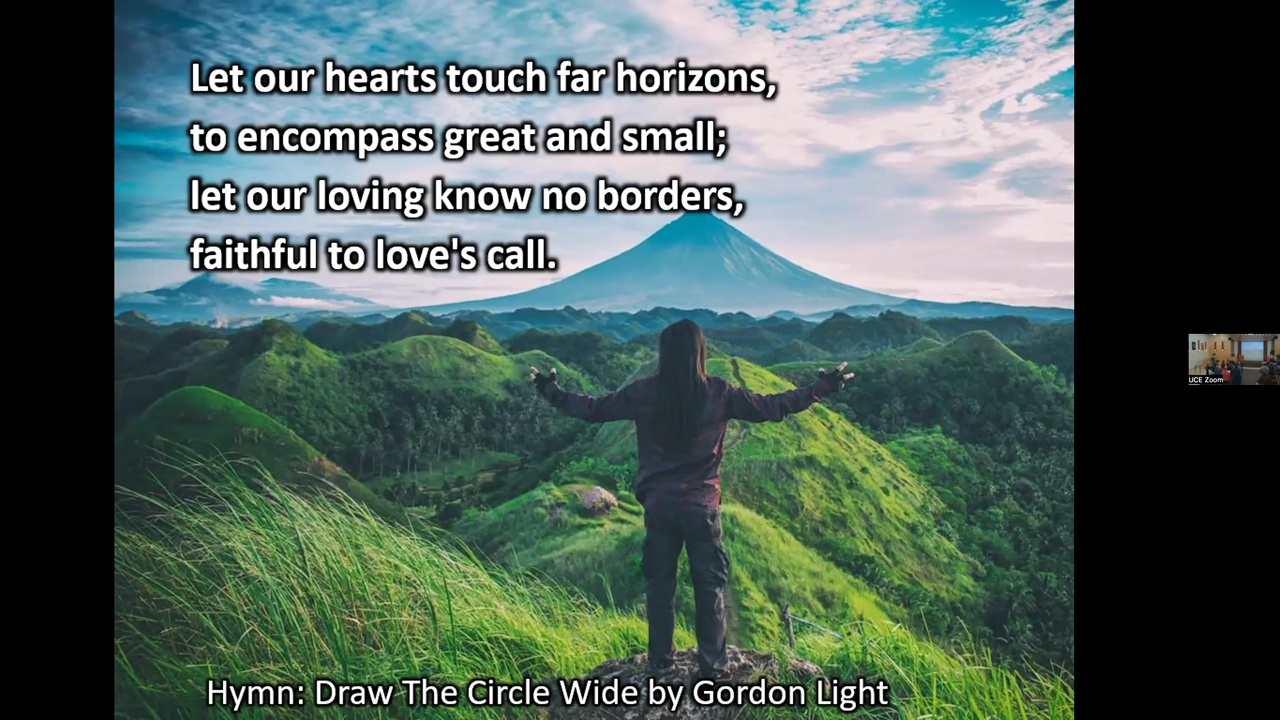 Let our hearts touch far horizons,
to encompass great and small;
let our loving know no borders,
faithful to love's call.
UCE Zoom
Hymn: Draw The Circle Wide by Gordon Light